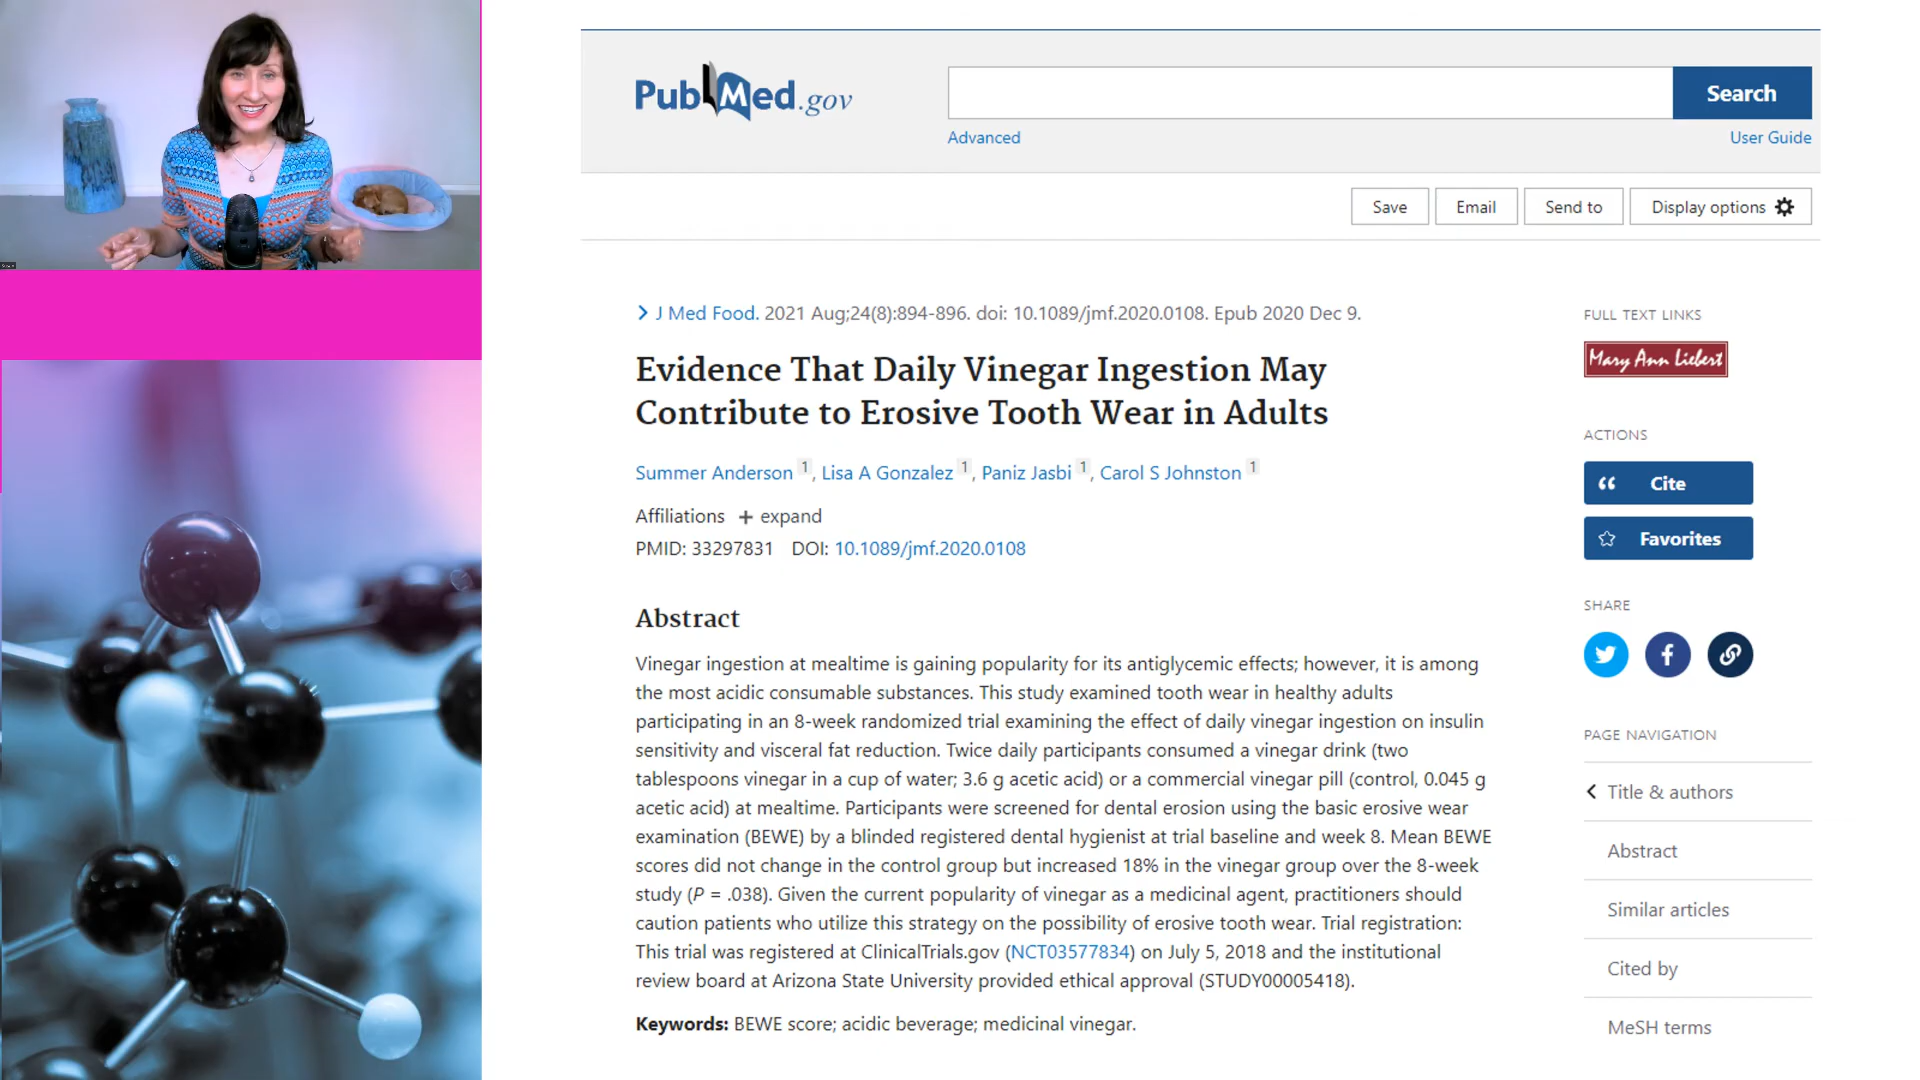 PubMed.gov
Search
Advanced
User Guide
Save
Email
Send to
Display options
J Med Food. 2021 Aug;24(8):894-896. doi: 10.1089/jmf.2020.0108. Epub 2020 Dec 9.
Evidence That Daily Vinegar Ingestion May
Contribute to Erosive Tooth Wear in Adults
Summer Anderson 1, Lisa A Gonzalez 1, Paniz Jasbi 1, Carol S Johnston 1
Affiliations + expand
PMID: 33297831 DOI: 10.1089/jmf.2020.0108
Abstract
Vinegar ingestion at mealtime is gaining popularity for its antiglycemic effects; however, it is among
the most acidic consumable substances. This study examined tooth wear in healthy adults
participating in an 8-week randomized trial examining the effect of daily vinegar ingestion on insulin
sensitivity and visceral fat reduction. Twice daily participants consumed a vinegar drink (two
tablespoons vinegar in a cup of water; 3.6 g acetic acid) or a commercial vinegar pill (control, 0.045 g
acetic acid) at mealtime. Participants were screened for dental erosion using the basic erosive wear
examination (BEWE) by a blinded registered dental hygienist at trial baseline and week 8. Mean BEWE
scores did not change in the control group but increased 18% in the vinegar group over the 8-week
study (P = .038). Given the current popularity of vinegar as a medicinal agent, practitioners should
caution patients who utilize this strategy on the possibility of erosive tooth wear. Trial registration:
This trial was registered at ClinicalTrials.gov (NCT03577834) on July 5, 2018 and the institutional
review board at Arizona State University provided ethical approval (STUDY00005418).
Keywords: BEWE score; acidic beverage; medicinal vinegar.
FULL TEXT LINKS
Mary Ann Liebert
ACTIONS
Cite
Favorites
SHARE
PAGE NAVIGATION
Title & authors
Abstract
Similar articles
Cited by
MeSH terms